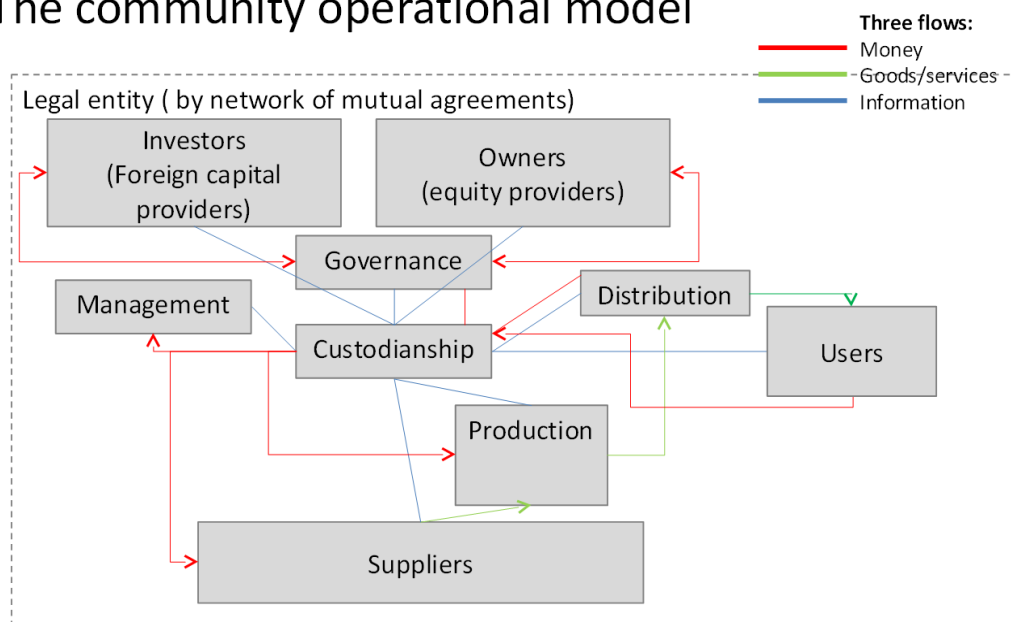 The community operational model
Three flows:
Money
Goods/services
Information
Legal entity ( by network of mutual agreements)
Investors
(Foreign capital
providers)
Owners
(equity providers)
Governance
Management
Distribution
Custodianship
Users
Production
Suppliers